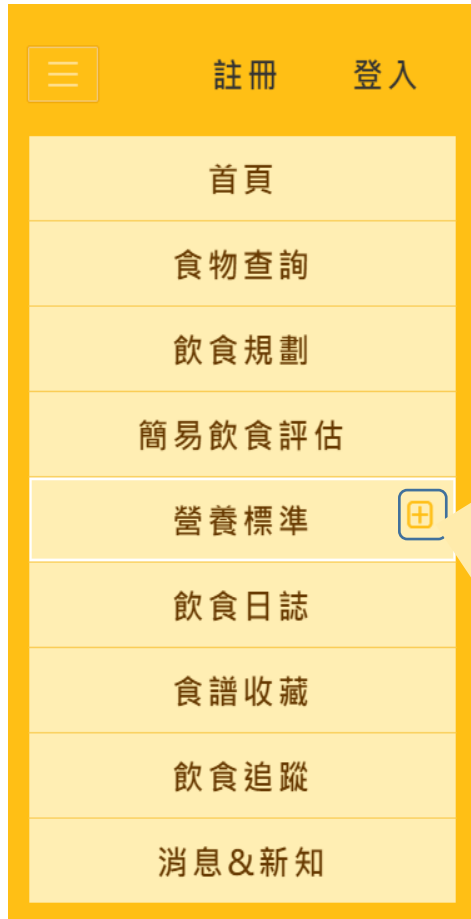 註冊 登入
首頁
食物查詢
飲食規劃
簡易飲食評估
營養標準
飲食日誌
食譜收藏
飲食追蹤
消息&新知